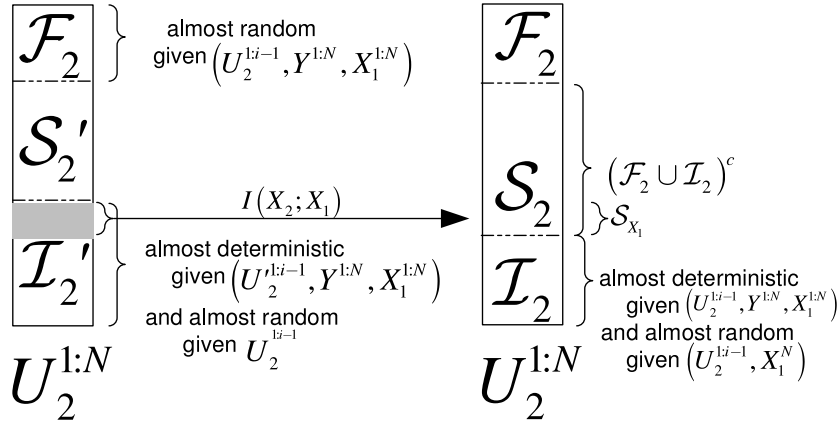 F₂
almost random
given (U₂^{1:i−1}, Y^{1:N}, X₁^{1:N})
S₂′
I(X₂; X₁)
I₂′
almost deterministic
given (U′₂^{1:i−1}, Y^{1:N}, X₁^{1:N})
and almost random
given U₂^{1:i−1}
U₂^{1:N}
F₂
S₂
(F₂ ∪ I₂)^c
S_{X₁}
I₂
almost deterministic
given (U₂^{1:i−1}, Y^{1:N}, X₁^{1:N})
and almost random
given (U₂^{1:i−1}, X₁^N)
U₂^{1:N}